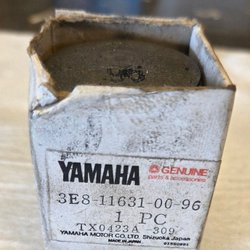 YAMAHA
GENUINE
parts & accessories
3E8-11631-00-96
1 PC
TX0423A 309
YAMAHA MOTOR CO., LTD. Shizuoka Japan
MADE IN JAPAN